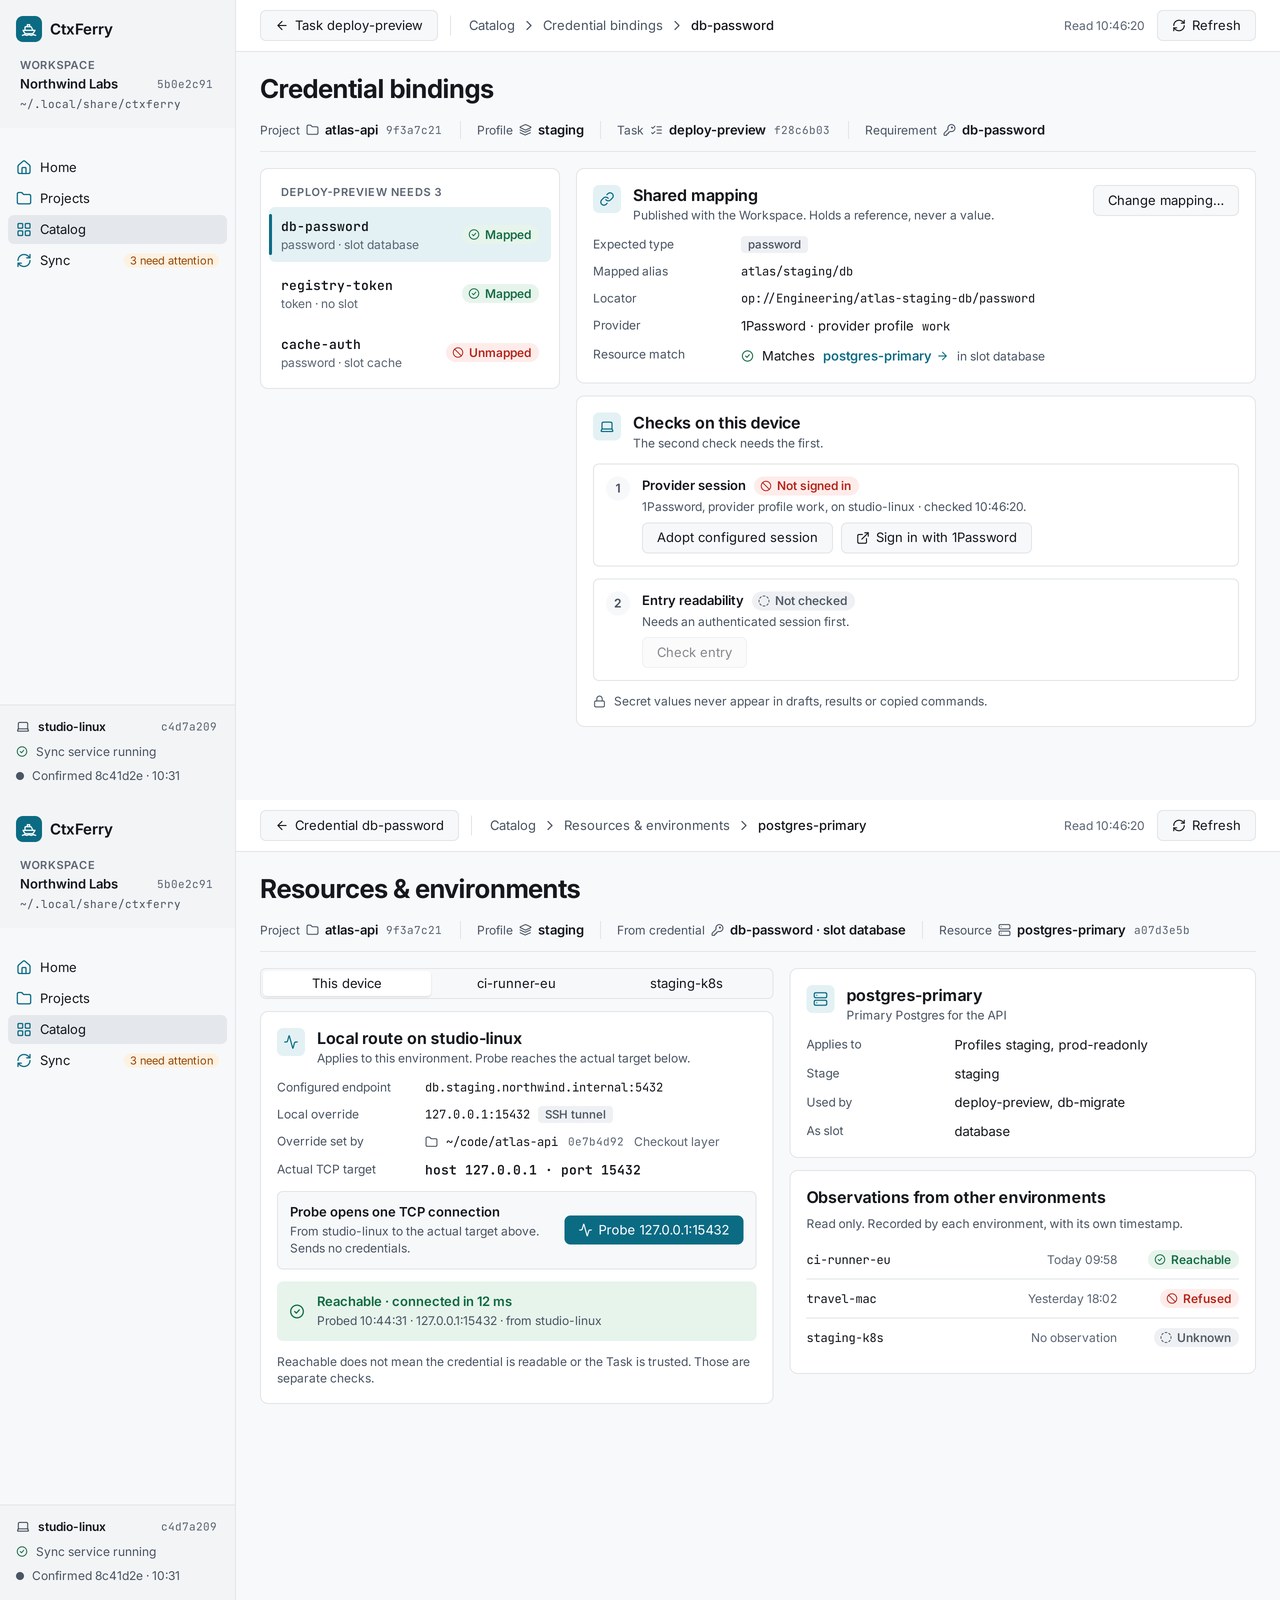 CtxFerry
WORKSPACE
Northwind Labs 5b0e2c91
~/.local/share/ctxferry
Home
Projects
Catalog
Sync 3 need attention
studio-linux c4d7a209
Sync service running
Confirmed 8c41d2e · 10:31
Task deploy-preview Catalog Credential bindings db-password Read 10:46:20 Refresh
Credential bindings
Project atlas-api 9f3a7c21 Profile staging Task deploy-preview f28c6b03 Requirement db-password
DEPLOY-PREVIEW NEEDS 3
db-password
password · slot database
Mapped
registry-token
token · no slot
Mapped
cache-auth
password · slot cache
Unmapped
Shared mapping
Published with the Workspace. Holds a reference, never a value.
Change mapping...
Expected type password
Mapped alias atlas/staging/db
Locator op://Engineering/atlas-staging-db/password
Provider 1Password · provider profile work
Resource match Matches postgres-primary → in slot database
Checks on this device
The second check needs the first.
1 Provider session Not signed in
1Password, provider profile work, on studio-linux · checked 10:46:20.
Adopt configured session Sign in with 1Password
2 Entry readability Not checked
Needs an authenticated session first.
Check entry
Secret values never appear in drafts, results or copied commands.
CtxFerry
WORKSPACE
Northwind Labs 5b0e2c91
~/.local/share/ctxferry
Home
Projects
Catalog
Sync 3 need attention
studio-linux c4d7a209
Sync service running
Confirmed 8c41d2e · 10:31
Credential db-password Catalog Resources & environments postgres-primary Read 10:46:20 Refresh
Resources & environments
Project atlas-api 9f3a7c21 Profile staging From credential db-password · slot database Resource postgres-primary a07d3e5b
This device ci-runner-eu staging-k8s
Local route on studio-linux
Applies to this environment. Probe reaches the actual target below.
Configured endpoint db.staging.northwind.internal:5432
Local override 127.0.0.1:15432 SSH tunnel
Override set by ~/code/atlas-api 0e7b4d92 Checkout layer
Actual TCP target host 127.0.0.1 · port 15432
Probe opens one TCP connection
From studio-linux to the actual target above.
Sends no credentials.
Probe 127.0.0.1:15432
Reachable · connected in 12 ms
Probed 10:44:31 · 127.0.0.1:15432 · from studio-linux
Reachable does not mean the credential is readable or the Task is trusted. Those are
separate checks.
postgres-primary
Primary Postgres for the API
Applies to Profiles staging, prod-readonly
Stage staging
Used by deploy-preview, db-migrate
As slot database
Observations from other environments
Read only. Recorded by each environment, with its own timestamp.
ci-runner-eu Today 09:58 Reachable
travel-mac Yesterday 18:02 Refused
staging-k8s No observation Unknown